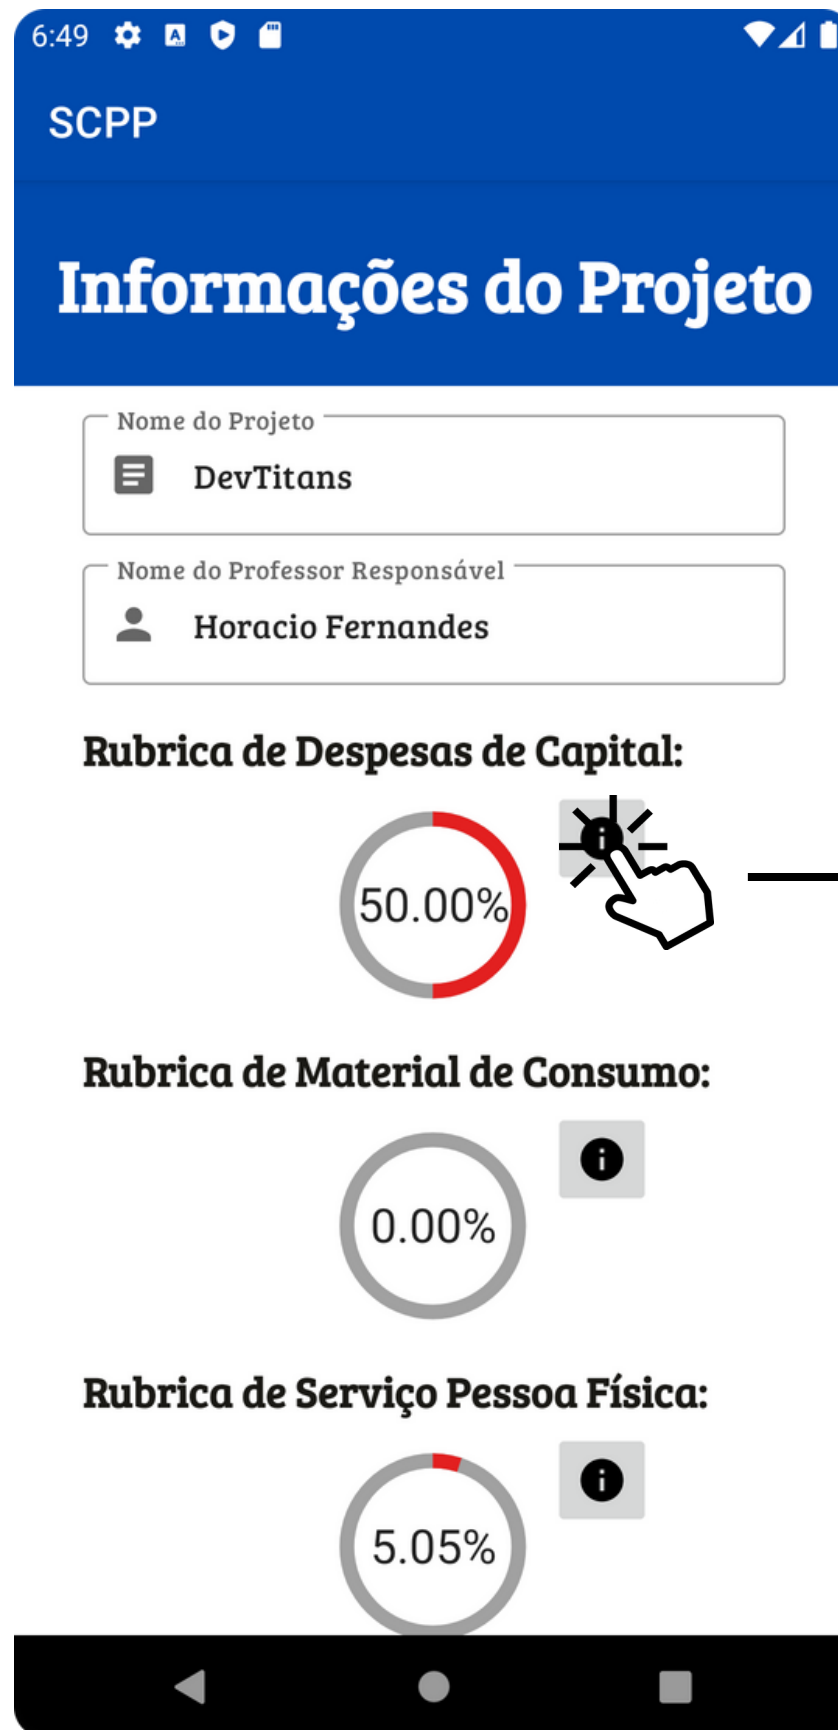 6:49
SCPP
Informações do Projeto
Nome do Projeto
DevTitans
Nome do Professor Responsável
Horacio Fernandes
Rubrica de Despesas de Capital:
50.00%
Rubrica de Material de Consumo:
0.00%
Rubrica de Serviço Pessoa Física:
5.05%